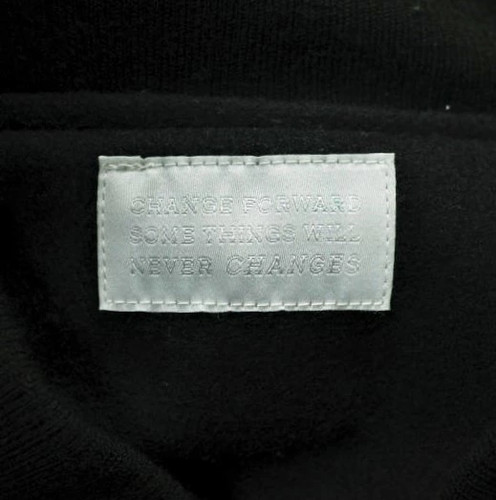 CHANGE FORWARD
SOME THINGS WILL
NEVER CHANGES